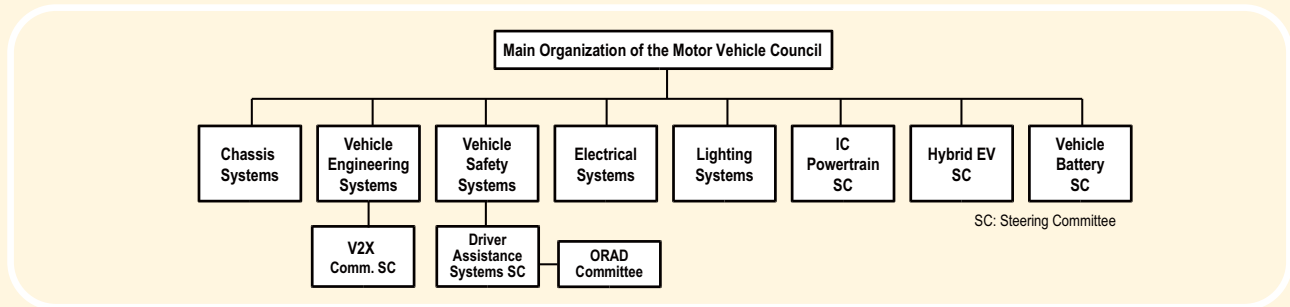 Main Organization of the Motor Vehicle Council
Chassis
Systems
Vehicle
Engineering
Systems
Vehicle
Safety
Systems
Electrical
Systems
Lighting
Systems
IC
Powertrain
SC
Hybrid EV
SC
Vehicle
Battery
SC
SC: Steering Committee
V2X
Comm. SC
Driver
Assistance
Systems SC
ORAD
Committee